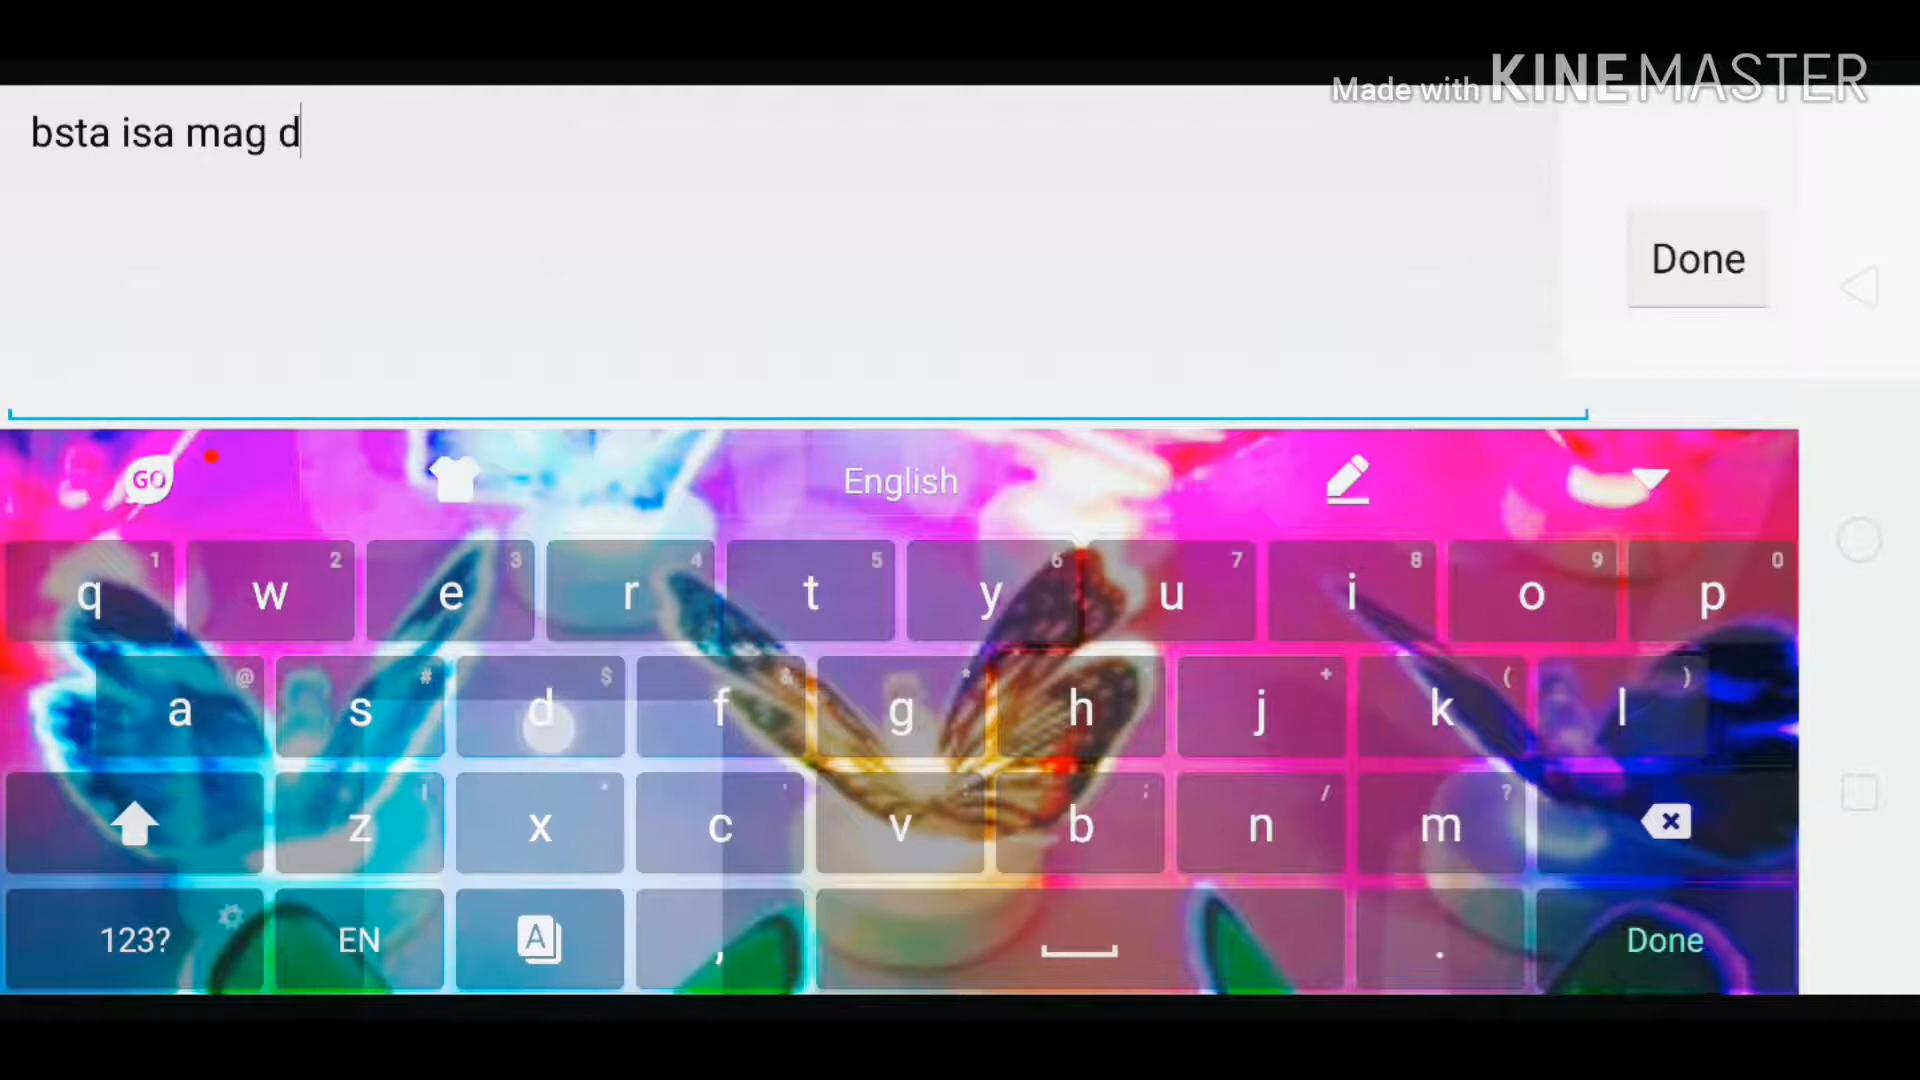 Made with KINEMASTER
bsta isa mag d
Done
GO English
1 2 3 4 5 6 7 8 9 0
q w e r t y u i o p
@ # $ & * + ( )
a s d f g h j k l
; / ?
z x c v b n m
123? EN A , . Done